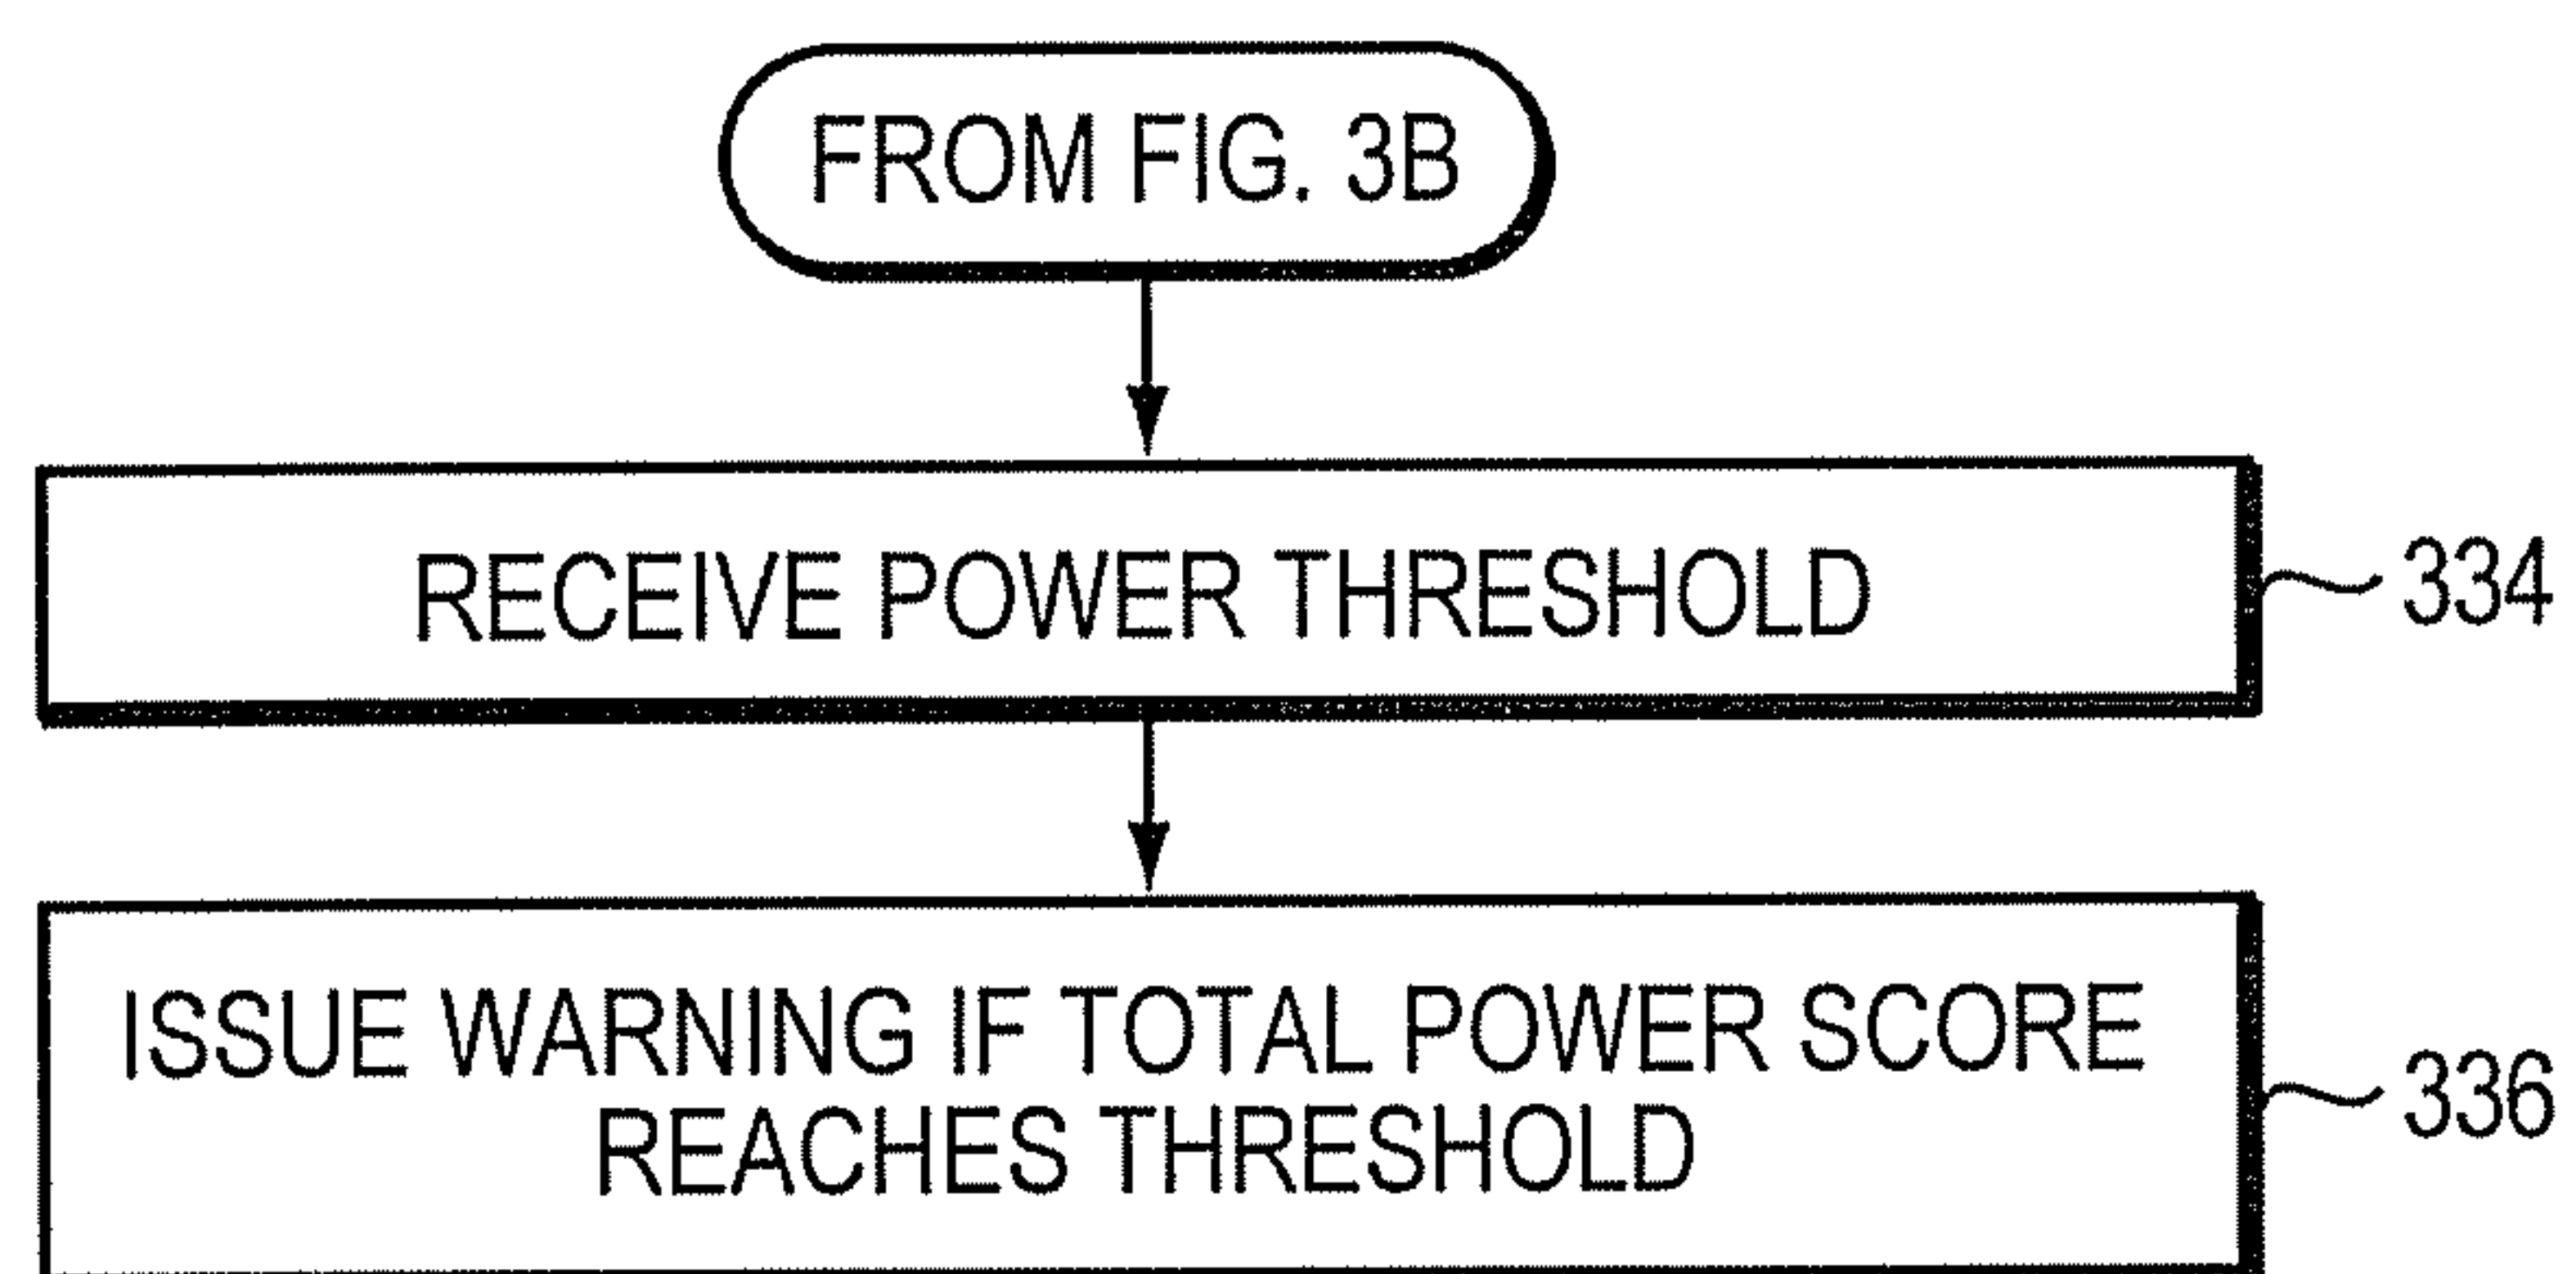 FROM FIG. 3B
RECEIVE POWER THRESHOLD
334
ISSUE WARNING IF TOTAL POWER SCORE
REACHES THRESHOLD
336